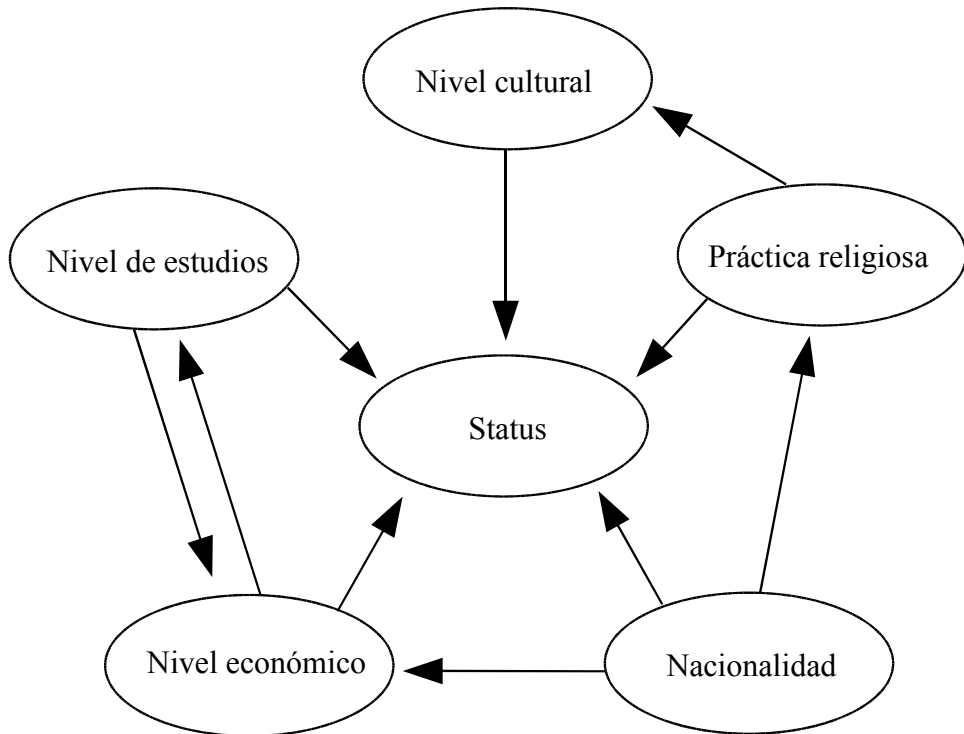 Nivel cultural
Nivel de estudios
Práctica religiosa
Status
Nivel económico
Nacionalidad